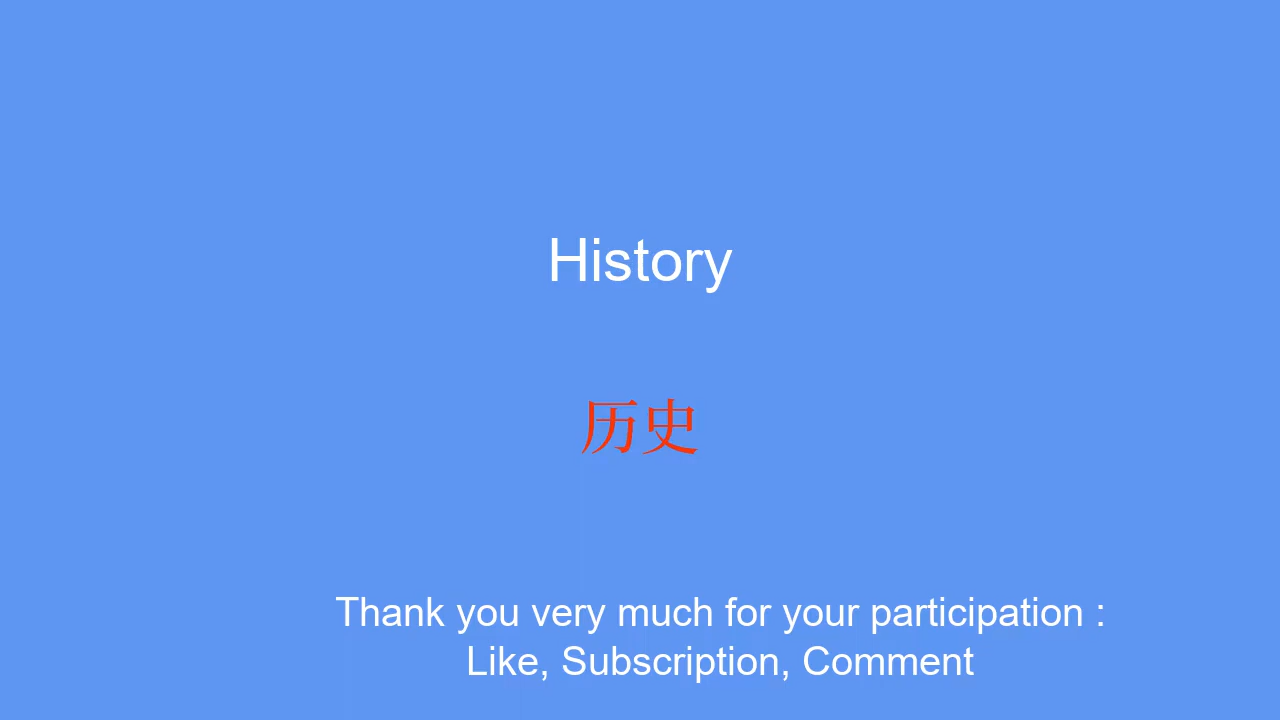 History
历史
Thank you very much for your participation :
Like, Subscription, Comment